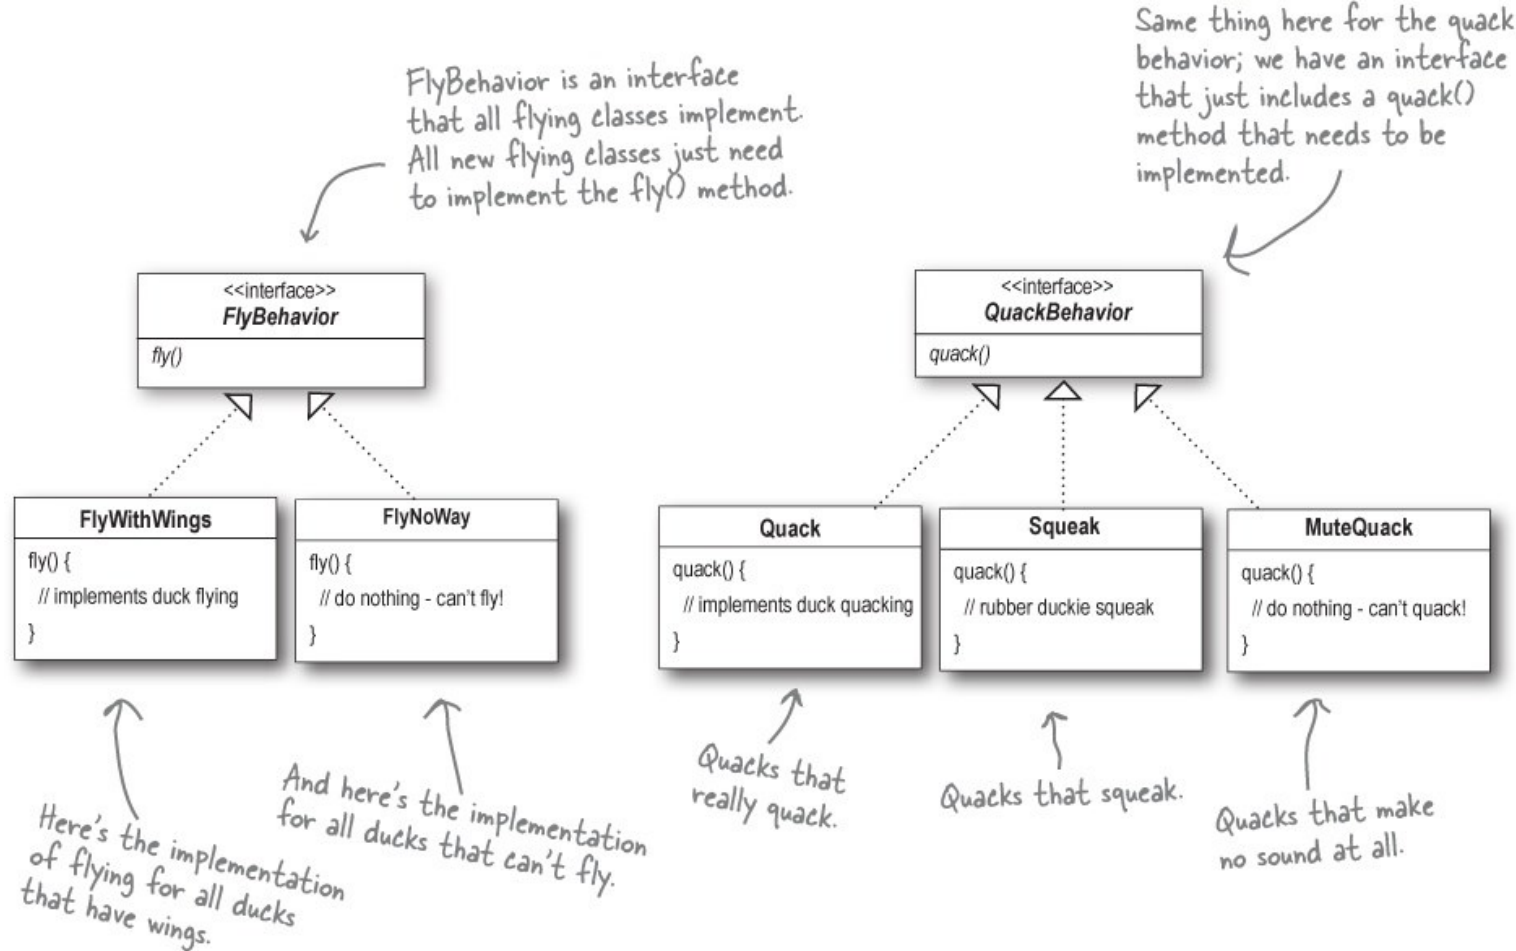 FlyBehavior is an interface
that all flying classes implement.
All new flying classes just need
to implement the fly() method.
Same thing here for the quack
behavior; we have an interface
that just includes a quack()
method that needs to be
implemented.
<<interface>>
FlyBehavior
fly()
<<interface>>
QuackBehavior
quack()
FlyWithWings
fly() {
// implements duck flying
}
FlyNoWay
fly() {
// do nothing - can't fly!
}
Quack
quack() {
// implements duck quacking
}
Squeak
quack() {
// rubber duckie squeak
}
MuteQuack
quack() {
// do nothing - can't quack!
}
Here's the implementation
of flying for all ducks
that have wings.
And here's the implementation
for all ducks that can't fly.
Quacks that
really quack.
Quacks that squeak.
Quacks that make
no sound at all.